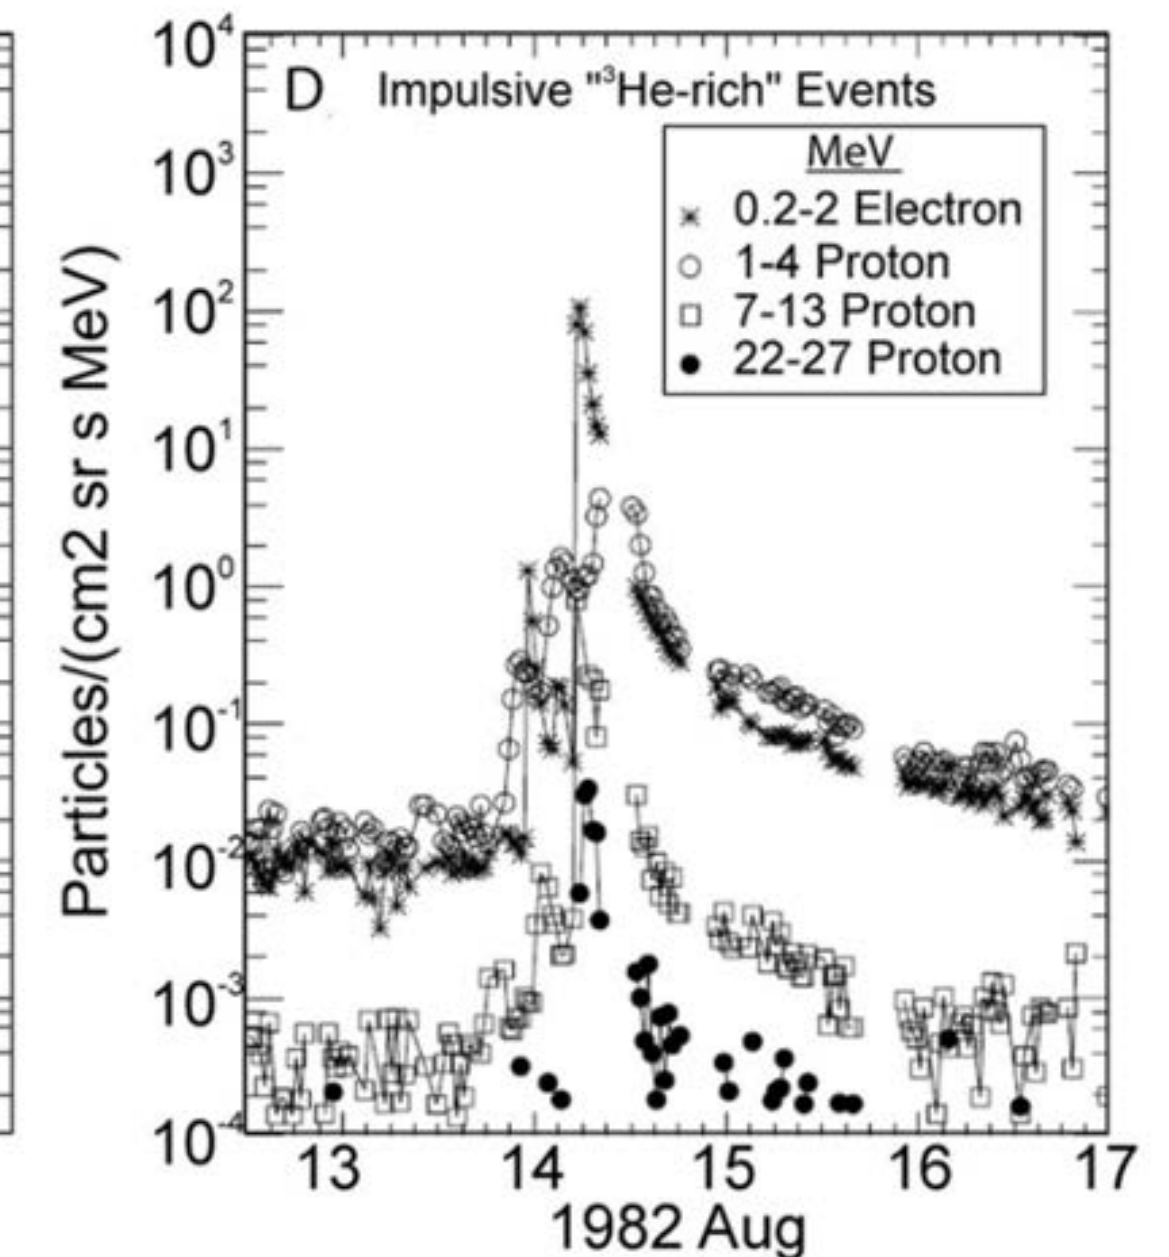 10⁴
D Impulsive "³He-rich" Events
MeV
10³
0.2-2 Electron
1-4 Proton
10²
7-13 Proton
22-27 Proton
10¹
10⁰
10⁻¹
10⁻²
10⁻³
10⁻⁴
Particles/(cm2 sr s MeV)
13 14 15 16 17
1982 Aug